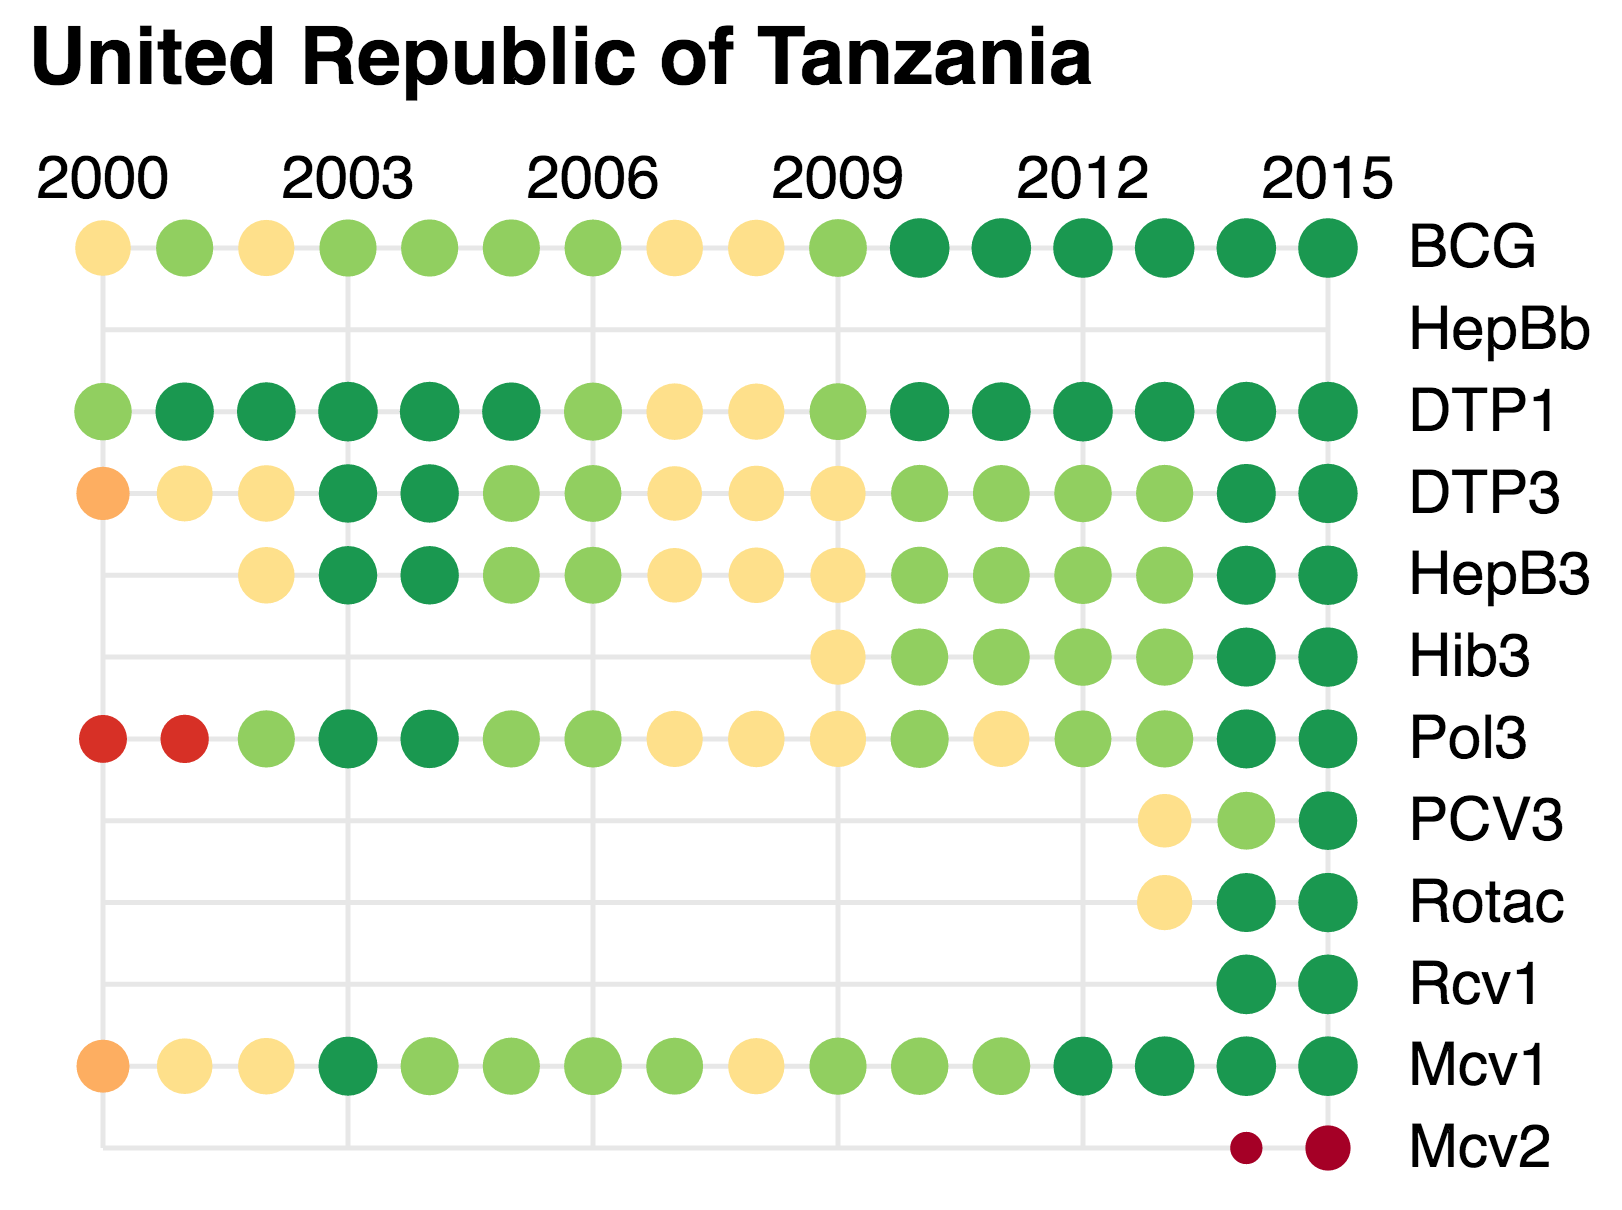 United Republic of Tanzania
2000 2003 2006 2009 2012 2015
BCG
HepBb
DTP1
DTP3
HepB3
Hib3
Pol3
PCV3
Rotac
Rcv1
Mcv1
Mcv2